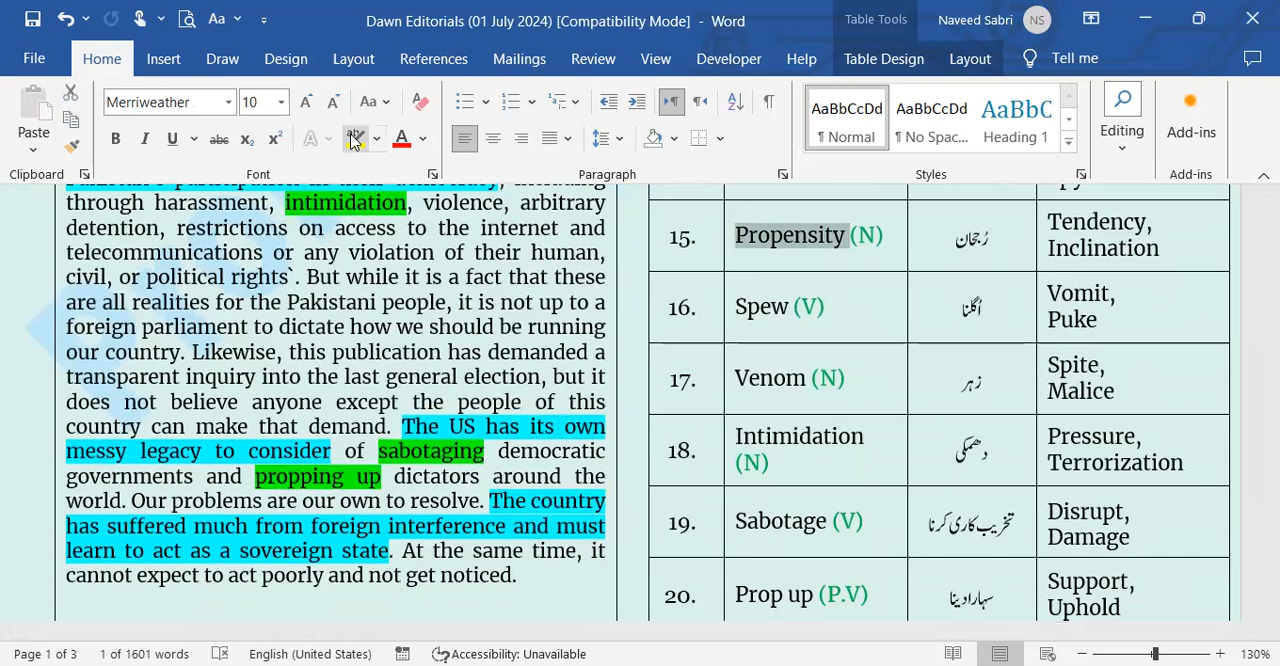 Dawn Editorials (01 July 2024) [Compatibility Mode] - Word
Table Tools
Naveed Sabri
NS
Aa
File
Home
Insert
Draw
Design
Layout
References
Mailings
Review
View
Developer
Help
Table Design
Layout
Tell me
Paste
Merriweather
10
Aa
B I U abc x₂ x²
A
A
Clipboard
Font
Paragraph
AaBbCcDd
¶ Normal
AaBbCcDd
¶ No Spac...
AaBbC
Heading 1
Styles
Editing
Add-ins
Add-ins
through harassment, intimidation, violence, arbitrary
detention, restrictions on access to the internet and
telecommunications or any violation of their human,
civil, or political rights`. But while it is a fact that these
are all realities for the Pakistani people, it is not up to a
foreign parliament to dictate how we should be running
our country. Likewise, this publication has demanded a
transparent inquiry into the last general election, but it
does not believe anyone except the people of this
country can make that demand. The US has its own
messy legacy to consider of sabotaging democratic
governments and propping up dictators around the
world. Our problems are our own to resolve. The country
has suffered much from foreign interference and must
learn to act as a sovereign state. At the same time, it
cannot expect to act poorly and not get noticed.
15.
Propensity (N)
رُجحان
Tendency,
Inclination
16.
Spew (V)
اُگلنا
Vomit,
Puke
17.
Venom (N)
زہر
Spite,
Malice
18.
Intimidation
(N)
دھمکی
Pressure,
Terrorization
19.
Sabotage (V)
تخریب کاری کرنا
Disrupt,
Damage
20.
Prop up (P.V)
سہارا دینا
Support,
Uphold
Page 1 of 3
1 of 1601 words
English (United States)
Accessibility: Unavailable
130%